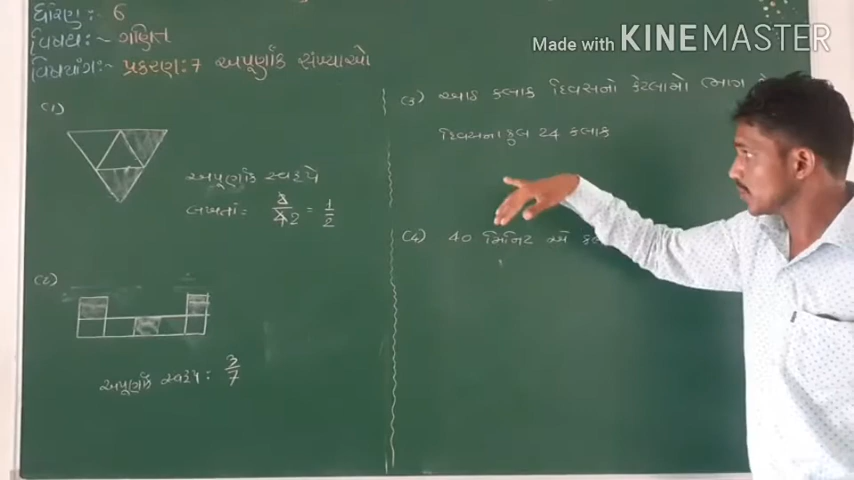 ધોરણ:- 6
વિષય:~ ગણિત
વિષયાંગ:~ પ્રકરણ:7 અપૂર્ણાંક સંખ્યાઓ
Made with KINEMASTER
(1)
અપૂર્ણાંક સ્વરૂપે
લખતાં = 2/4 2 = 1/2
(2)
અપૂર્ણાંક સ્વરૂપે : 3/7
(3) આઠ કલાક દિવસનો કેટલામો ભાગ
દિવસના કુલ 24 કલાક
(4) 40 મિનિટ એ